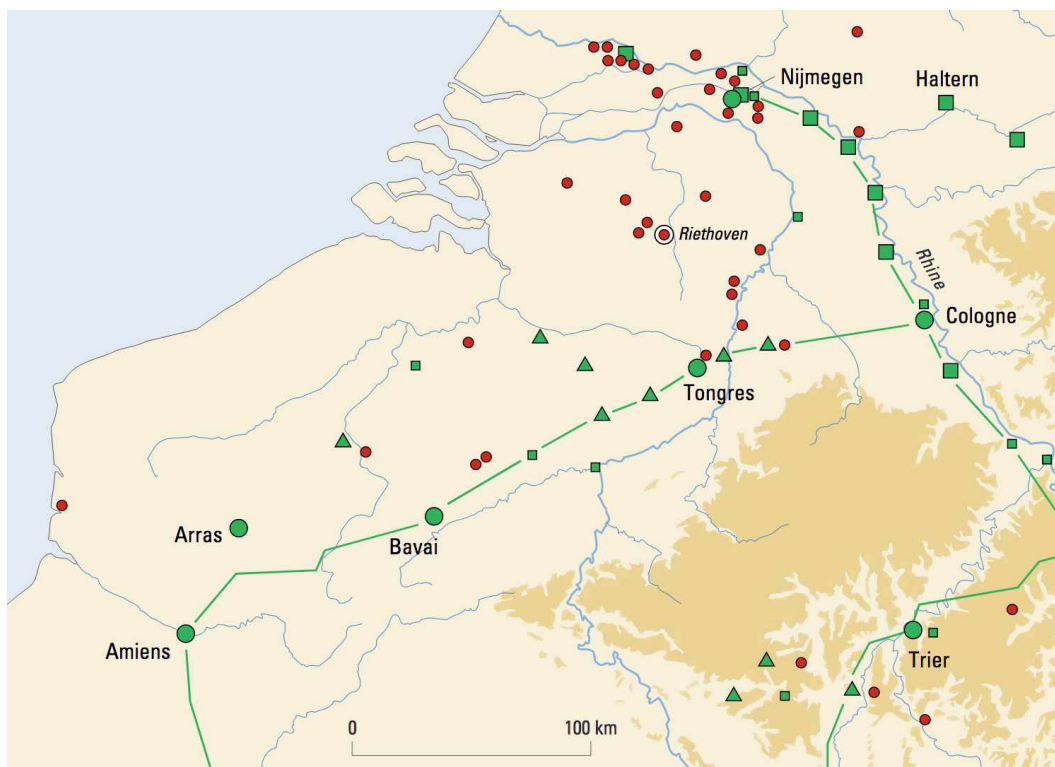 Nijmegen
Haltern
Riethoven
Rhine
Cologne
Tongres
Arras
Bavai
Amiens
Trier
0 100 km